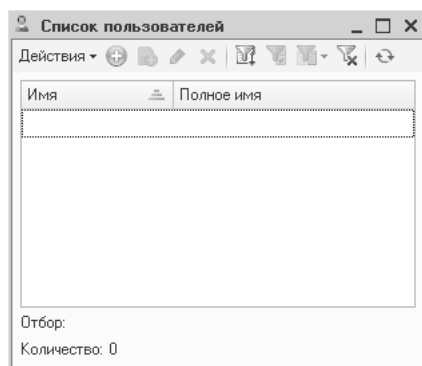 Список пользователей
Действия
Имя Полное имя
Отбор:
Количество: 0